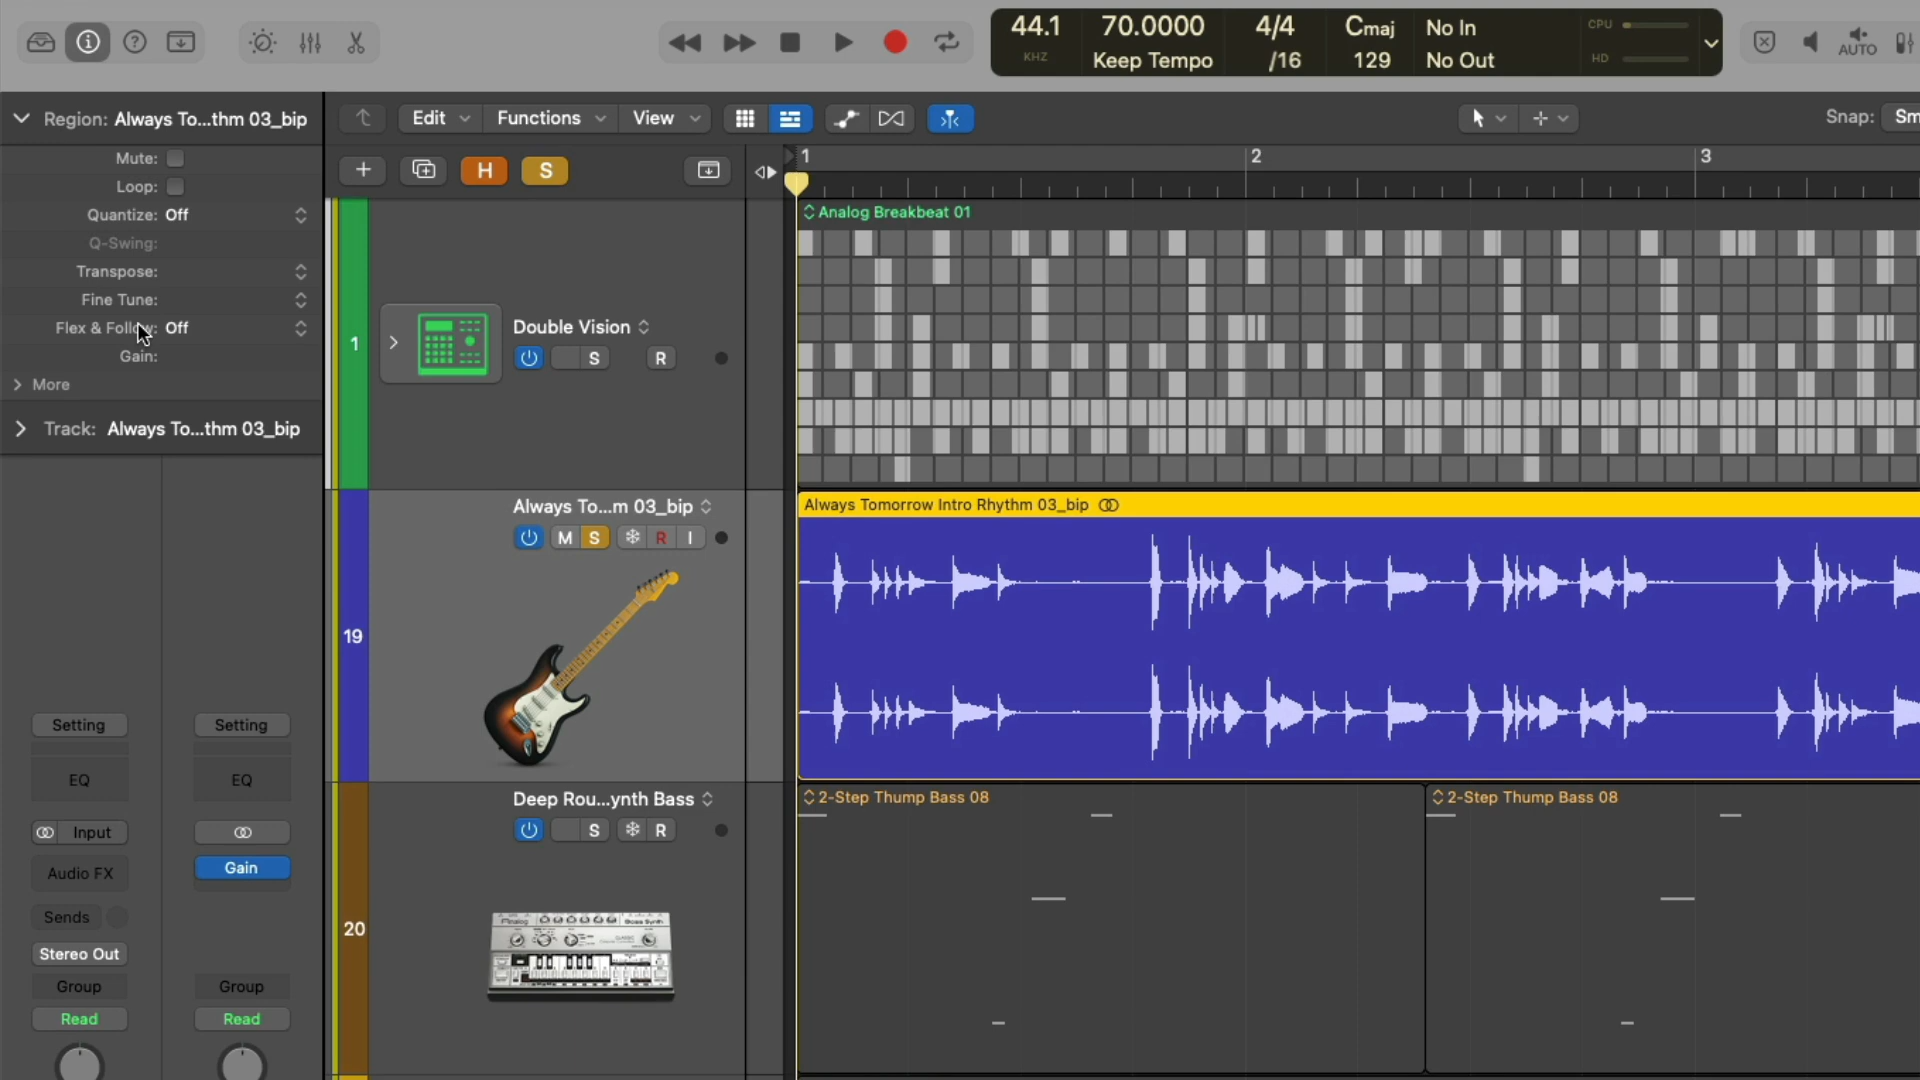 44.1
KHZ
70.0000
Keep Tempo
4/4
/16
Cmaj
129
No In
No Out
CPU
HD
AUTO
Region: Always To...thm 03_bip
Mute:
Loop:
Quantize: Off
Q-Swing:
Transpose:
Fine Tune:
Flex & Follow: Off
Gain:
More
Track: Always To...thm 03_bip
Setting
Setting
EQ
EQ
Input
Gain
Audio FX
Sends
Stereo Out
Group
Group
Read
Read
Edit
Functions
View
Snap: Sm
H
S
1
2
3
1
Double Vision
S
R
Analog Breakbeat 01
19
Always To...m 03_bip
M S R I
Always Tomorrow Intro Rhythm 03_bip
20
Deep Rou...ynth Bass
S R
Analog
Bass Synth
2-Step Thump Bass 08
2-Step Thump Bass 08